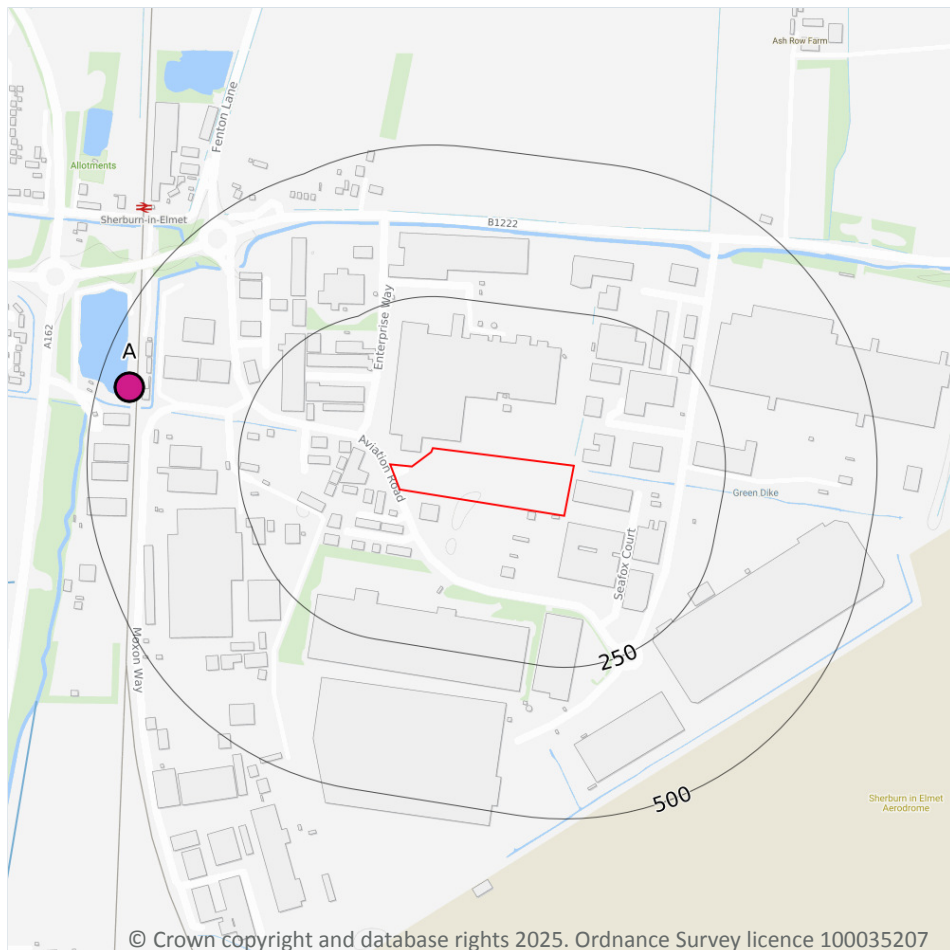 Ash Row Farm
Fenton Lane
Allotments
Sherburn-in-Elmet
B1222
A162
Enterprise Way
A
Aviation Road
Green Dike
Seafox Court
Moxon Way
250
500
Sherburn in Elmet
Aerodrome
© Crown copyright and database rights 2025. Ordnance Survey licence 100035207